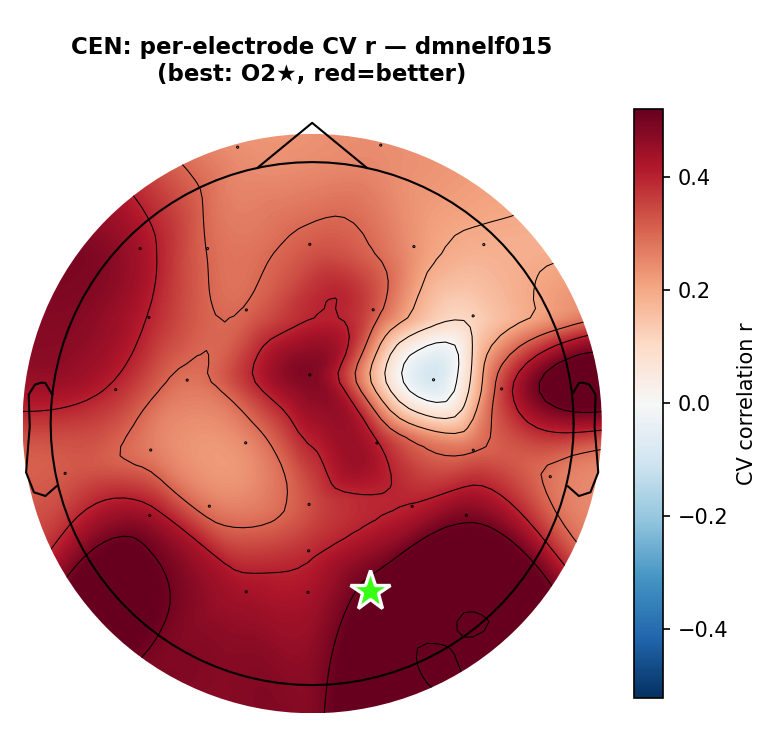 CEN: per-electrode CV r — dmnelf015
(best: O2★, red=better)
0.4
0.2
0.0
−0.2
−0.4
CV correlation r